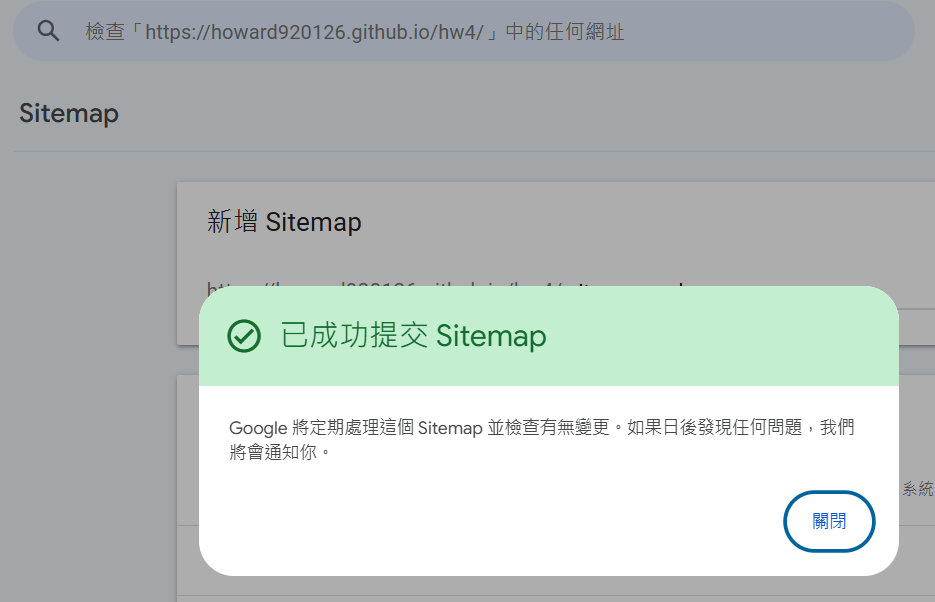 檢查「https://howard920126.github.io/hw4/」中的任何網址
Sitemap
新增 Sitemap
已成功提交 Sitemap
Google 將定期處理這個 Sitemap 並檢查有無變更。如果日後發現任何問題，我們
將會通知你。
系統
關閉